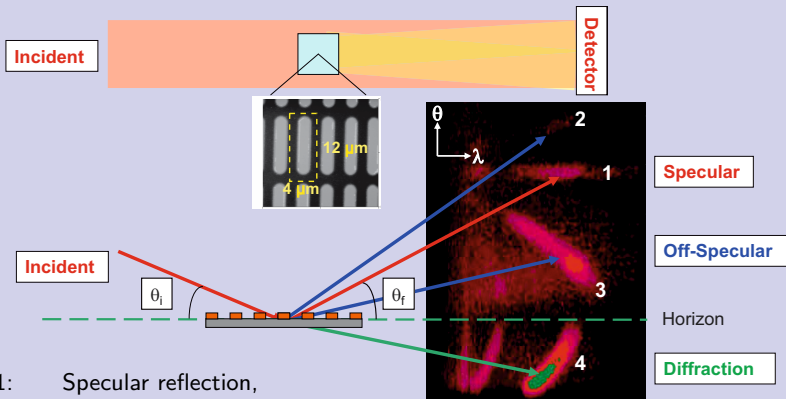 Incident
Detector
12 µm
4 µm
θ
λ
2
1
Specular
Incident
θi
θf
Off-Specular
3
Horizon
4
Diffraction
1: Specular reflection,